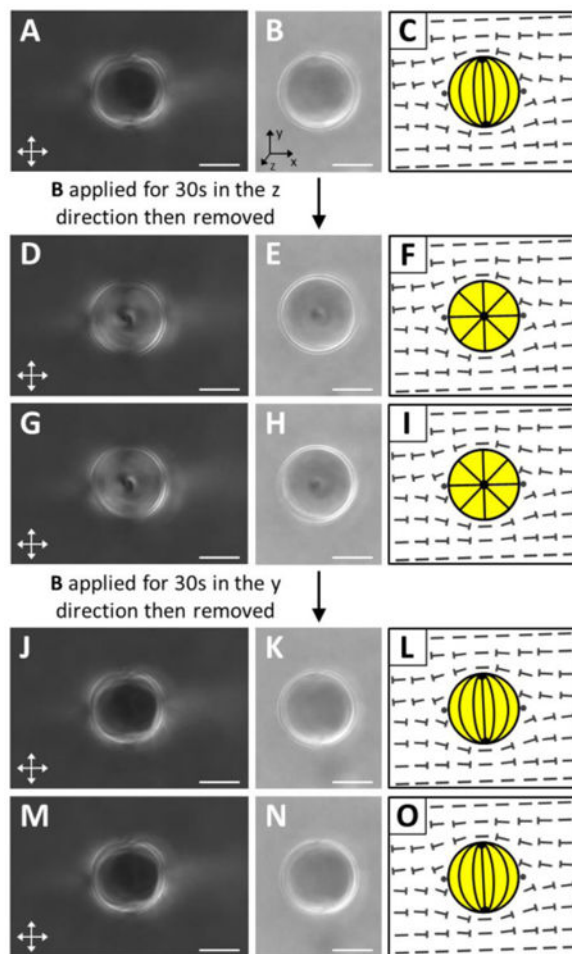 A B C
y
z x
B applied for 30s in the z
direction then removed
D E F
G H I
B applied for 30s in the y
direction then removed
J K L
M N O